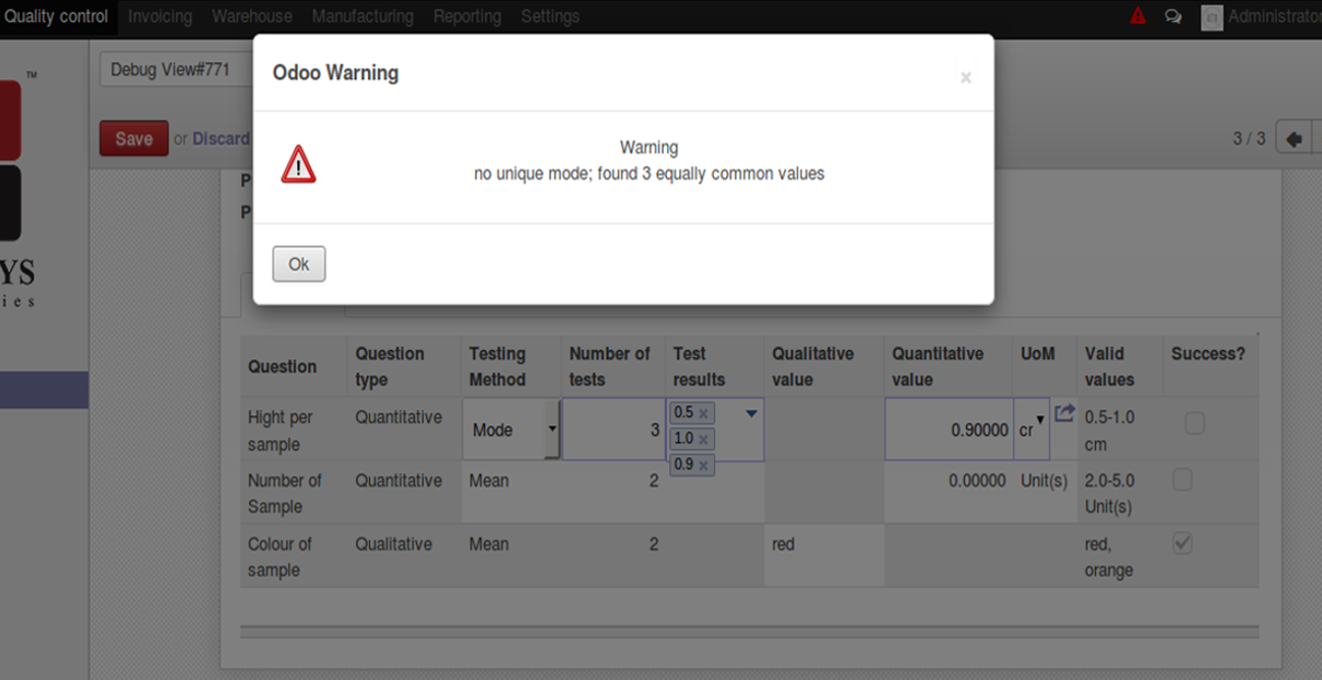 Quality control Invoicing Warehouse Manufacturing Reporting Settings Administrator
TM
Debug View#771
Odoo Warning ×
Save or Discard
3 / 3
Warning
no unique mode; found 3 equally common values
P
P
Ok
YS
ies
Question Question type Testing Method Number of tests Test results Qualitative value Quantitative value UoM Valid values Success?
Hight per sample Quantitative Mode 3 0.5 × 1.0 × 0.9 × 0.90000 cr 0.5-1.0 cm
Number of Sample Quantitative Mean 2 0.00000 Unit(s) 2.0-5.0 Unit(s)
Colour of sample Qualitative Mean 2 red red, orange